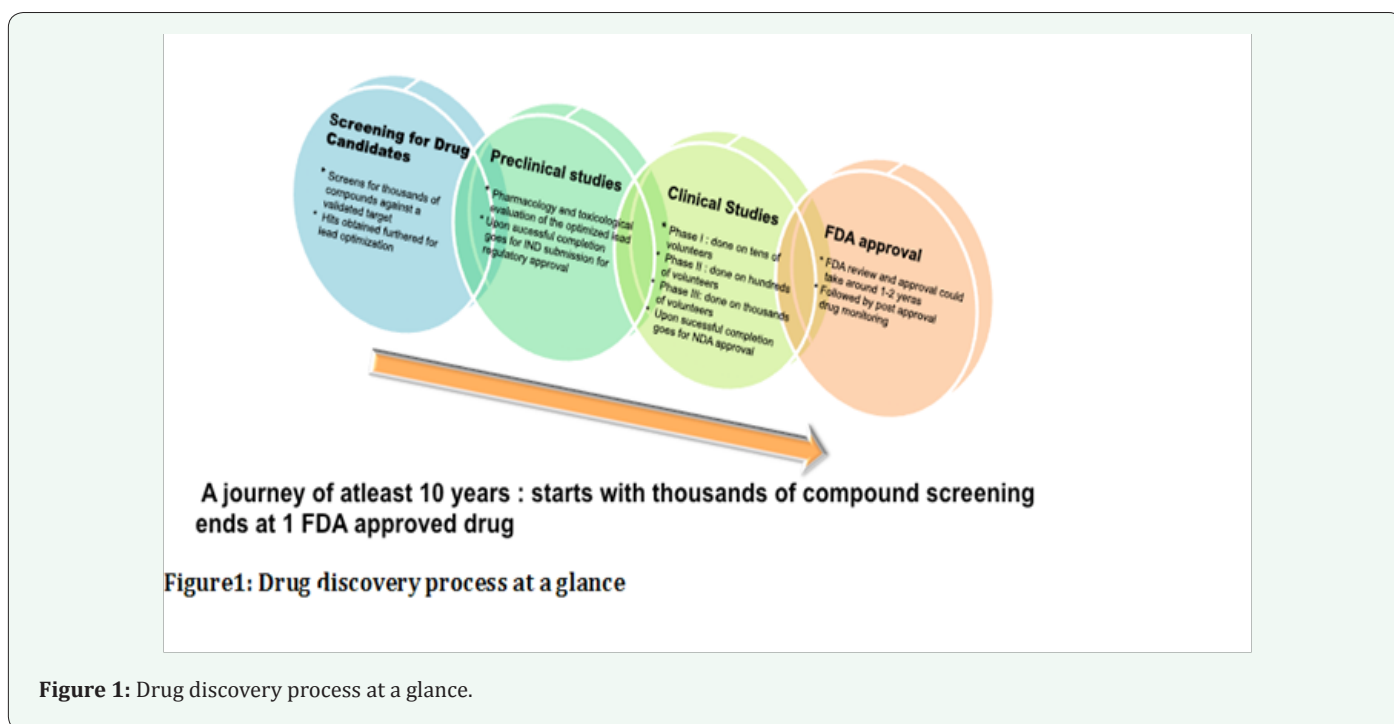 Screening for Drug
Candidates
* Screens for thousands of
compounds against a
validated target
* Hits obtained furthered for
lead optimization
Preclinical studies
* Pharmacology and toxicological
evaluation of the optimized lead
* Upon sucessful completion
goes for IND submission for
regulatory approval
Clinical Studies
* Phase I : done on tens of
volunteers
* Phase II : done on hundreds
of volunteers
* Phase III: done on thousands
of volunteers
* Upon sucessful completion
goes for NDA approval
FDA approval
* FDA review and approval could
take around 1-2 yeras
* Followed by post approval
drug monitoring
A journey of atleast 10 years : starts with thousands of compound screening
ends at 1 FDA approved drug
Figure1: Drug discovery process at a glance
Figure 1: Drug discovery process at a glance.